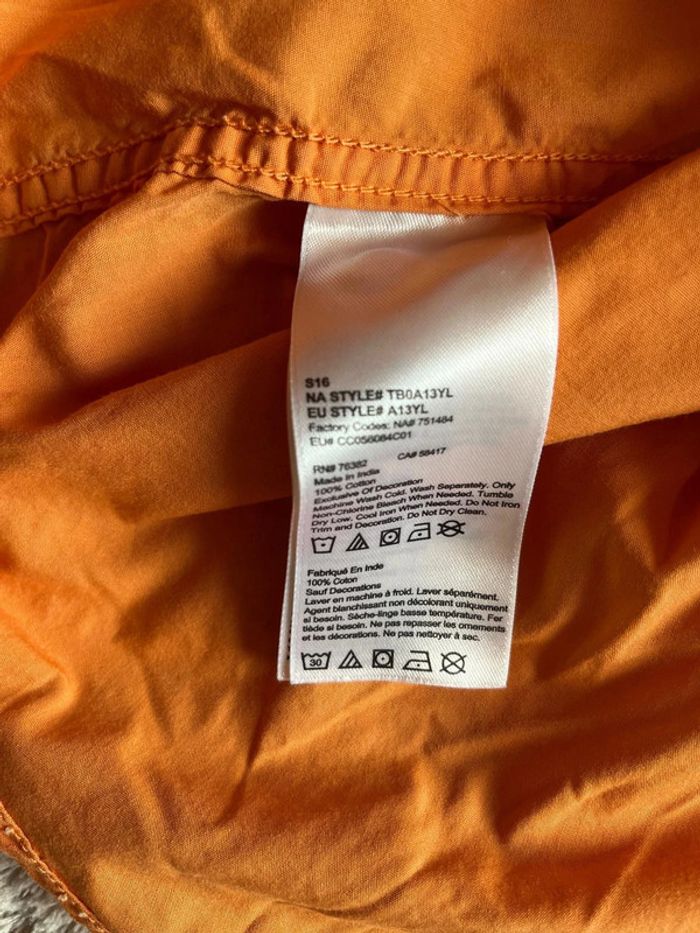 S16
NA STYLE# TB0A13YL
EU STYLE# A13YL
Factory Codes: NA# 751484
EU# CC056084C01
RN# 76382 CA# 58417
Made in India
100% Cotton
Exclusive Of Decoration
Machine Wash Cold. Wash Separately. Only
Non-Chlorine Bleach When Needed. Tumble
Dry Low. Cool Iron When Needed. Do Not Iron
Trim and Decoration. Do Not Dry Clean.
Fabriqué En Inde
100% Coton
Sauf Decorations
Laver en machine à froid. Laver séparément.
Agent blanchissant non décolorant uniquement
si besoin. Sèche-linge basse température. Fer
tiède si besoin. Ne pas repasser les ornements
et les décorations. Ne pas nettoyer à sec.
30